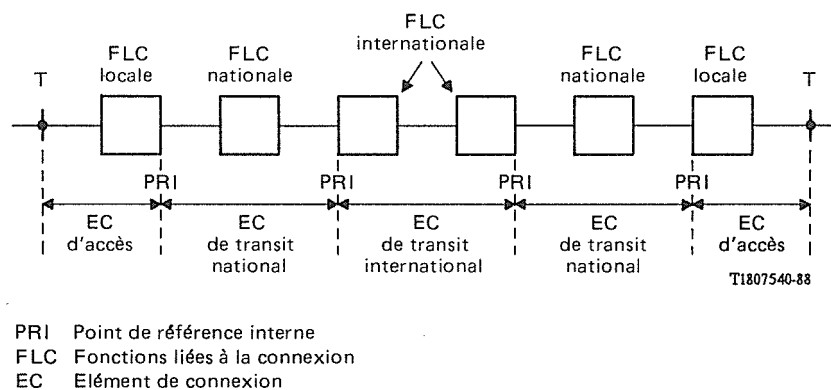 FLC
internationale
FLC
locale
FLC
nationale
FLC
nationale
FLC
locale
T
T
PRI
PRI
PRI
PRI
EC
d'accès
EC
de transit
national
EC
de transit
international
EC
de transit
national
EC
d'accès
T1807540-88
PRI Point de référence interne
FLC Fonctions liées à la connexion
EC Elément de connexion